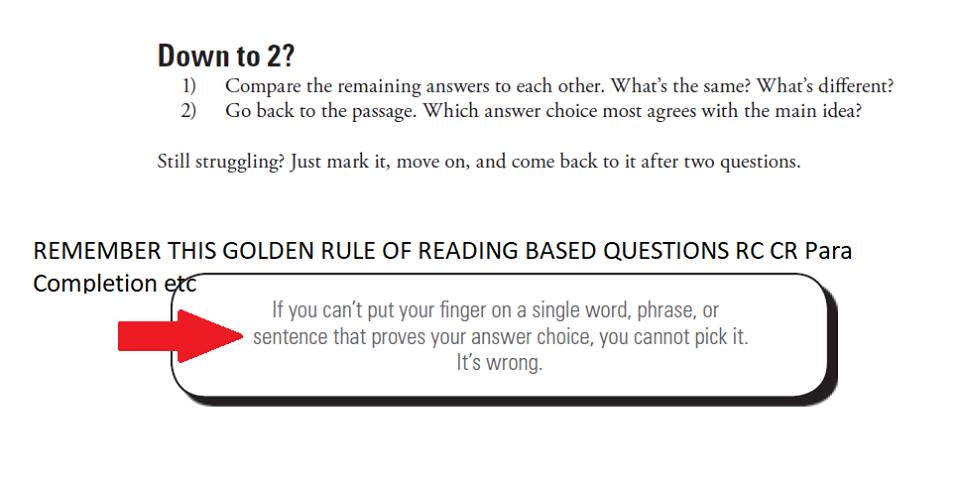 Down to 2?
1) Compare the remaining answers to each other. What's the same? What's different?
2) Go back to the passage. Which answer choice most agrees with the main idea?
Still struggling? Just mark it, move on, and come back to it after two questions.
REMEMBER THIS GOLDEN RULE OF READING BASED QUESTIONS RC CR Para
Completion etc
If you can't put your finger on a single word, phrase, or
sentence that proves your answer choice, you cannot pick it.
It's wrong.